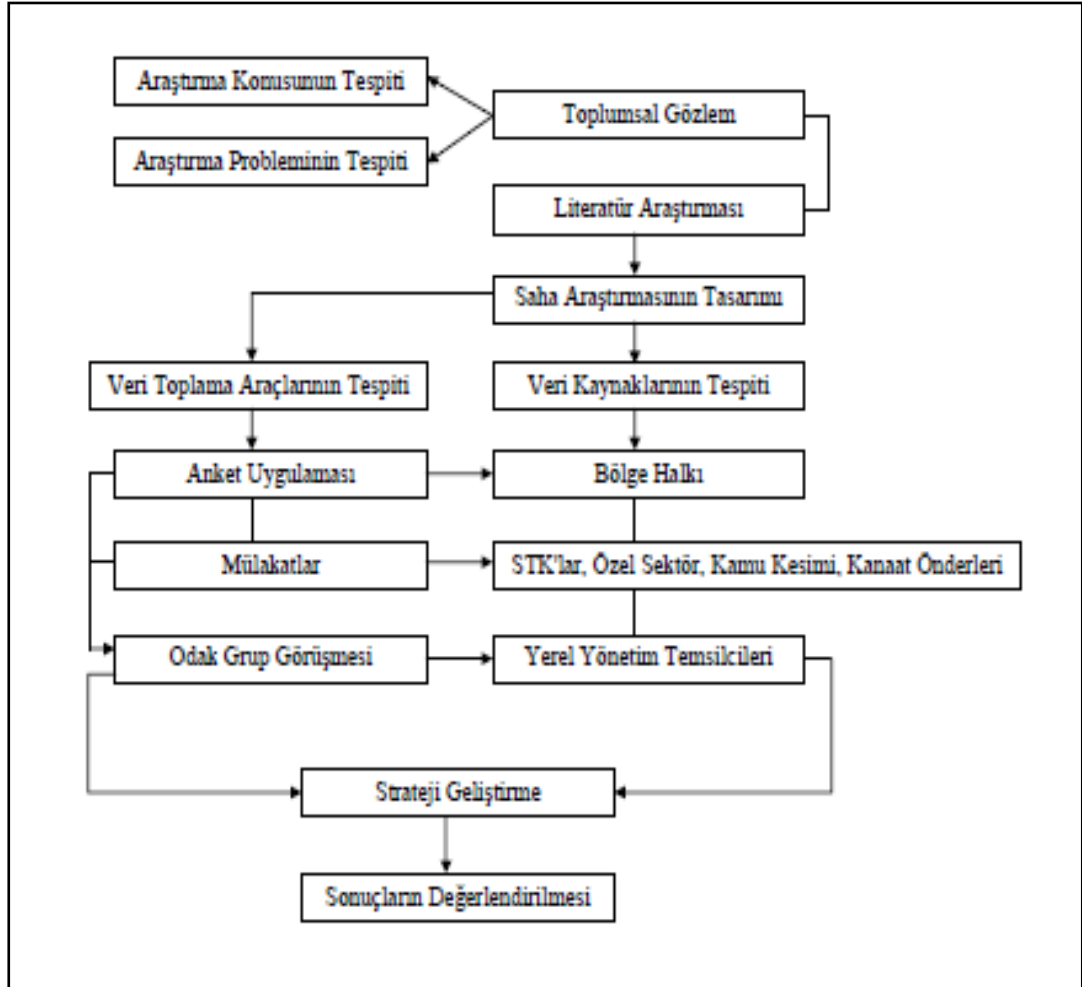 Araştırma Konusunun Tespiti
Toplumsal Gözlem
Araştırma Probleminin Tespiti
Literatür Araştırması
Saha Araştırmasının Tasarımı
Veri Toplama Araçlarının Tespiti
Veri Kaynaklarının Tespiti
Anket Uygulaması
Bölge Halkı
Mülakatlar
STK'lar, Özel Sektör, Kamu Kesimi, Kanaat Önderleri
Odak Grup Görüşmesi
Yerel Yönetim Temsilcileri
Strateji Geliştirme
Sonuçların Değerlendirilmesi